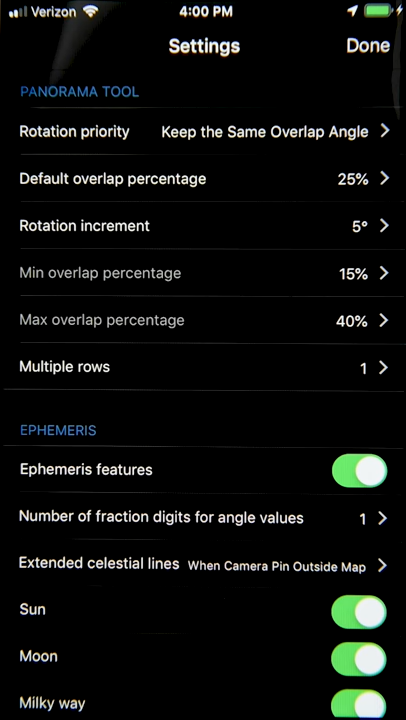 Verizon 4:00 PM
Settings Done
PANORAMA TOOL
Rotation priority Keep the Same Overlap Angle
Default overlap percentage 25%
Rotation increment 5°
Min overlap percentage 15%
Max overlap percentage 40%
Multiple rows 1
EPHEMERIS
Ephemeris features
Number of fraction digits for angle values 1
Extended celestial lines When Camera Pin Outside Map
Sun
Moon
Milky way